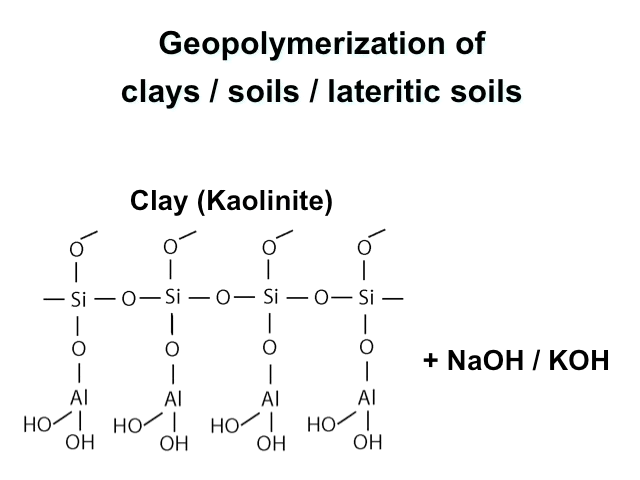 Geopolymerization of
clays / soils / lateritic soils
Clay (Kaolinite)
O O O O
Si O Si O Si O Si
O O O O
+ NaOH / KOH
Al Al Al Al
HO HO HO HO
OH OH OH OH